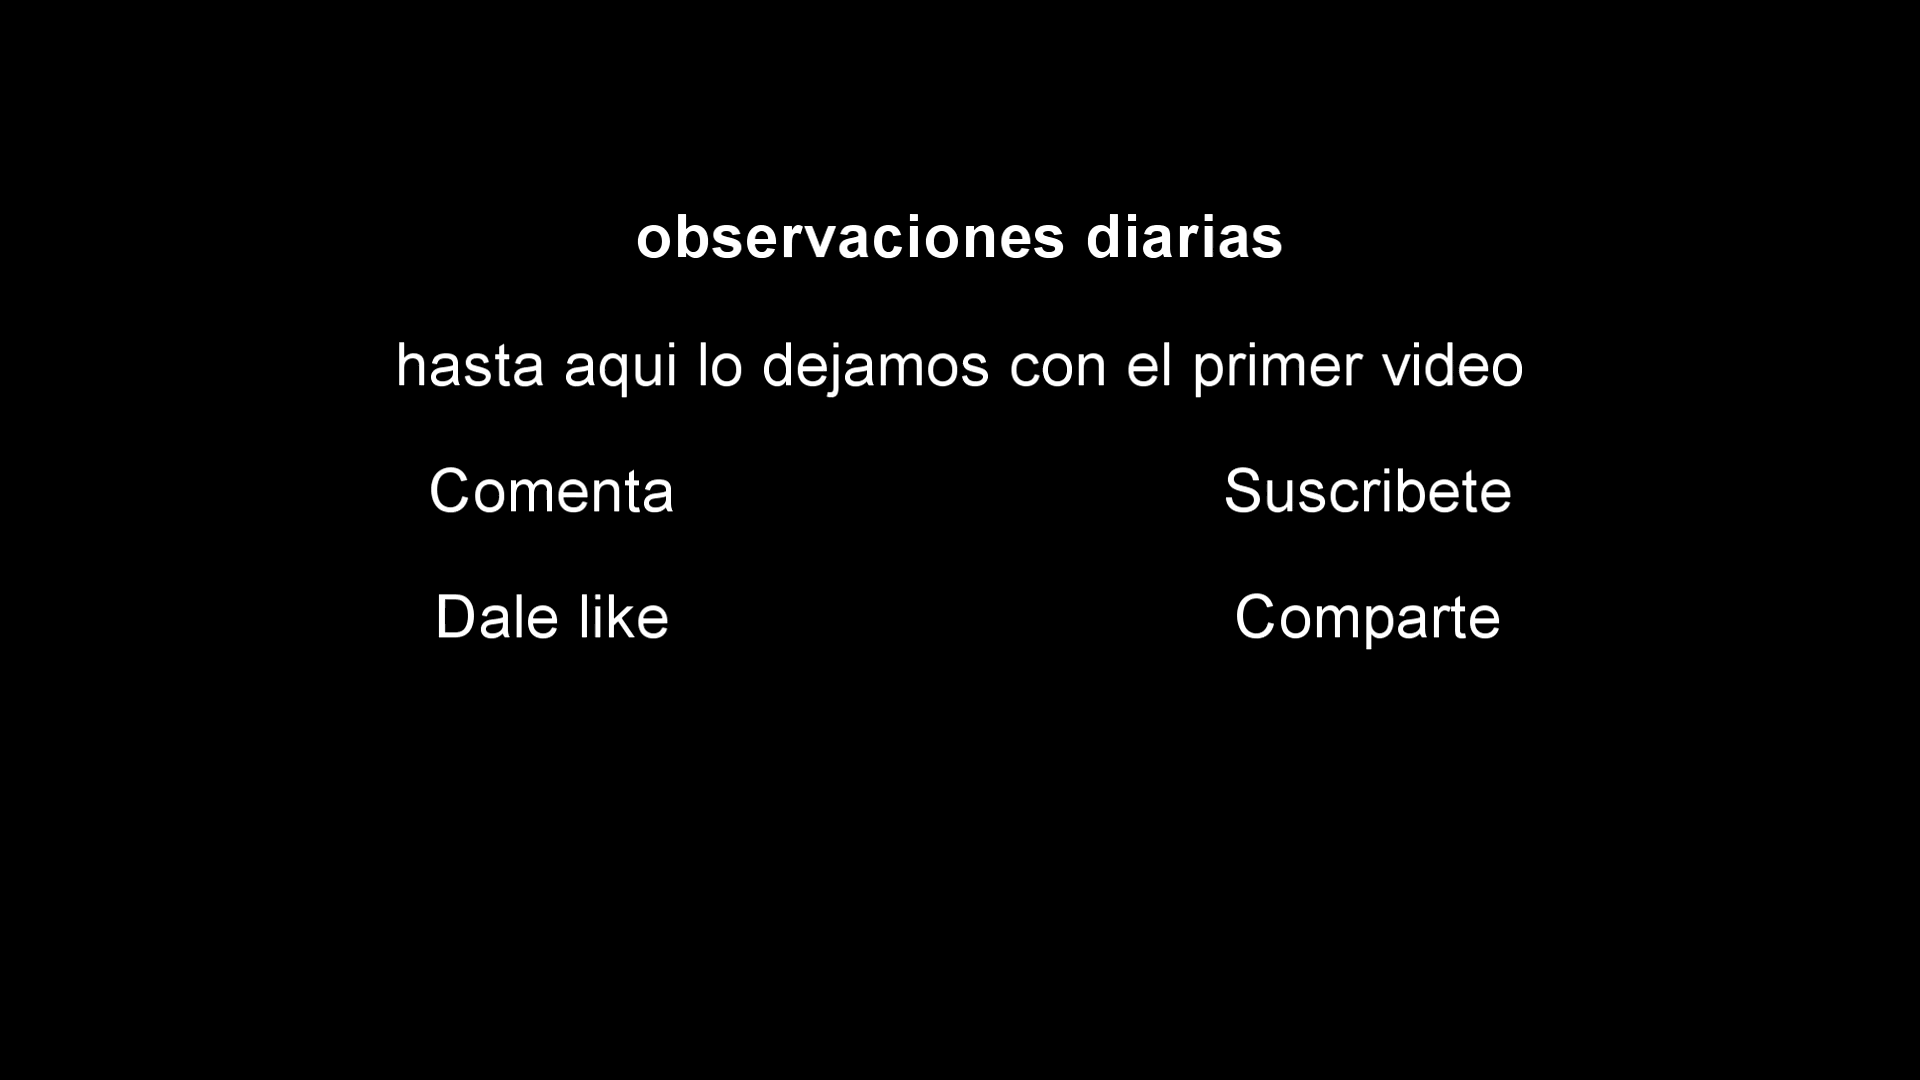 observaciones diarias
hasta aqui lo dejamos con el primer video
Comenta Suscribete
Dale like Comparte